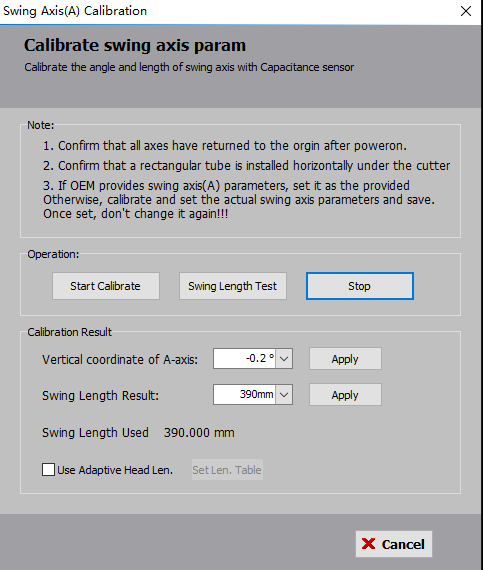 Swing Axis(A) Calibration
Calibrate swing axis param
Calibrate the angle and length of swing axis with Capacitance sensor
Note:
1. Confirm that all axes have returned to the orgin after poweron.
2. Confirm that a rectangular tube is installed horizontally under the cutter
3. If OEM provides swing axis(A) parameters, set it as the provided
Otherwise, calibrate and set the actual swing axis parameters and save.
Once set, don't change it again!!!
Operation:
Start Calibrate Swing Length Test Stop
Calibration Result
Vertical coordinate of A-axis: -0.2 ° Apply
Swing Length Result: 390mm Apply
Swing Length Used 390.000 mm
Use Adaptive Head Len. Set Len. Table
Cancel